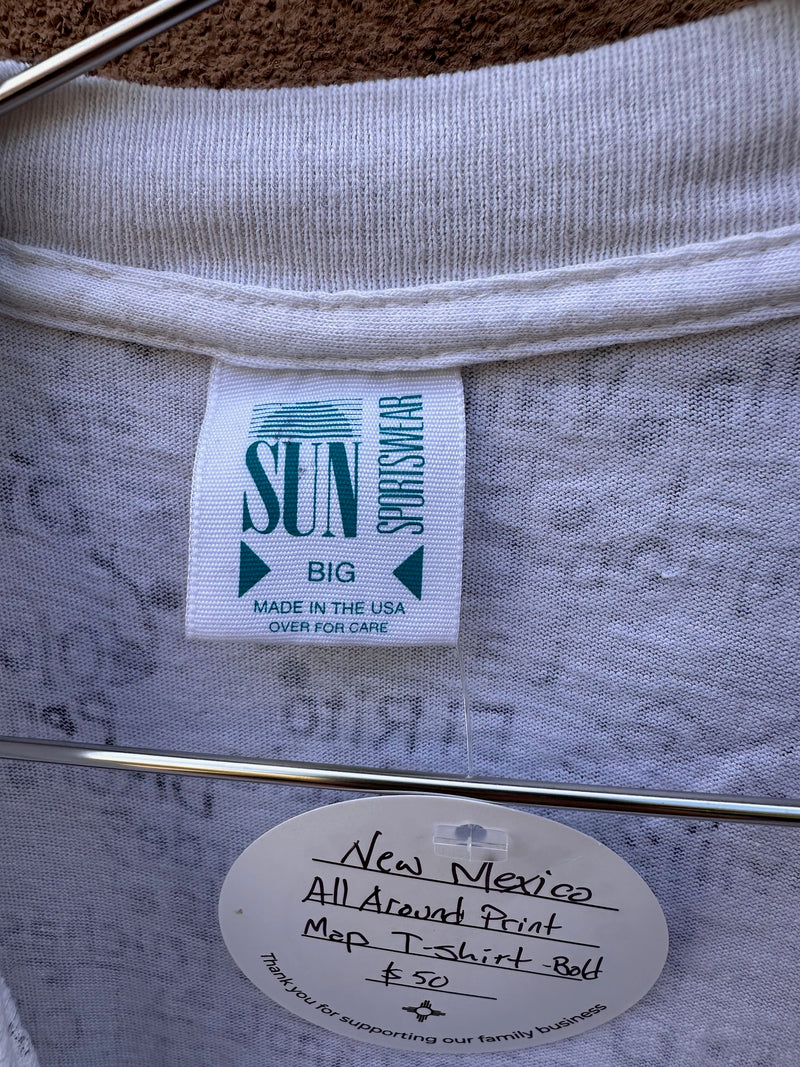 SUN
SPORTSWEAR
BIG
MADE IN THE USA
OVER FOR CARE
New Mexico
All Around Print
Map T-Shirt -Bold
$50
Thank you for supporting our family business